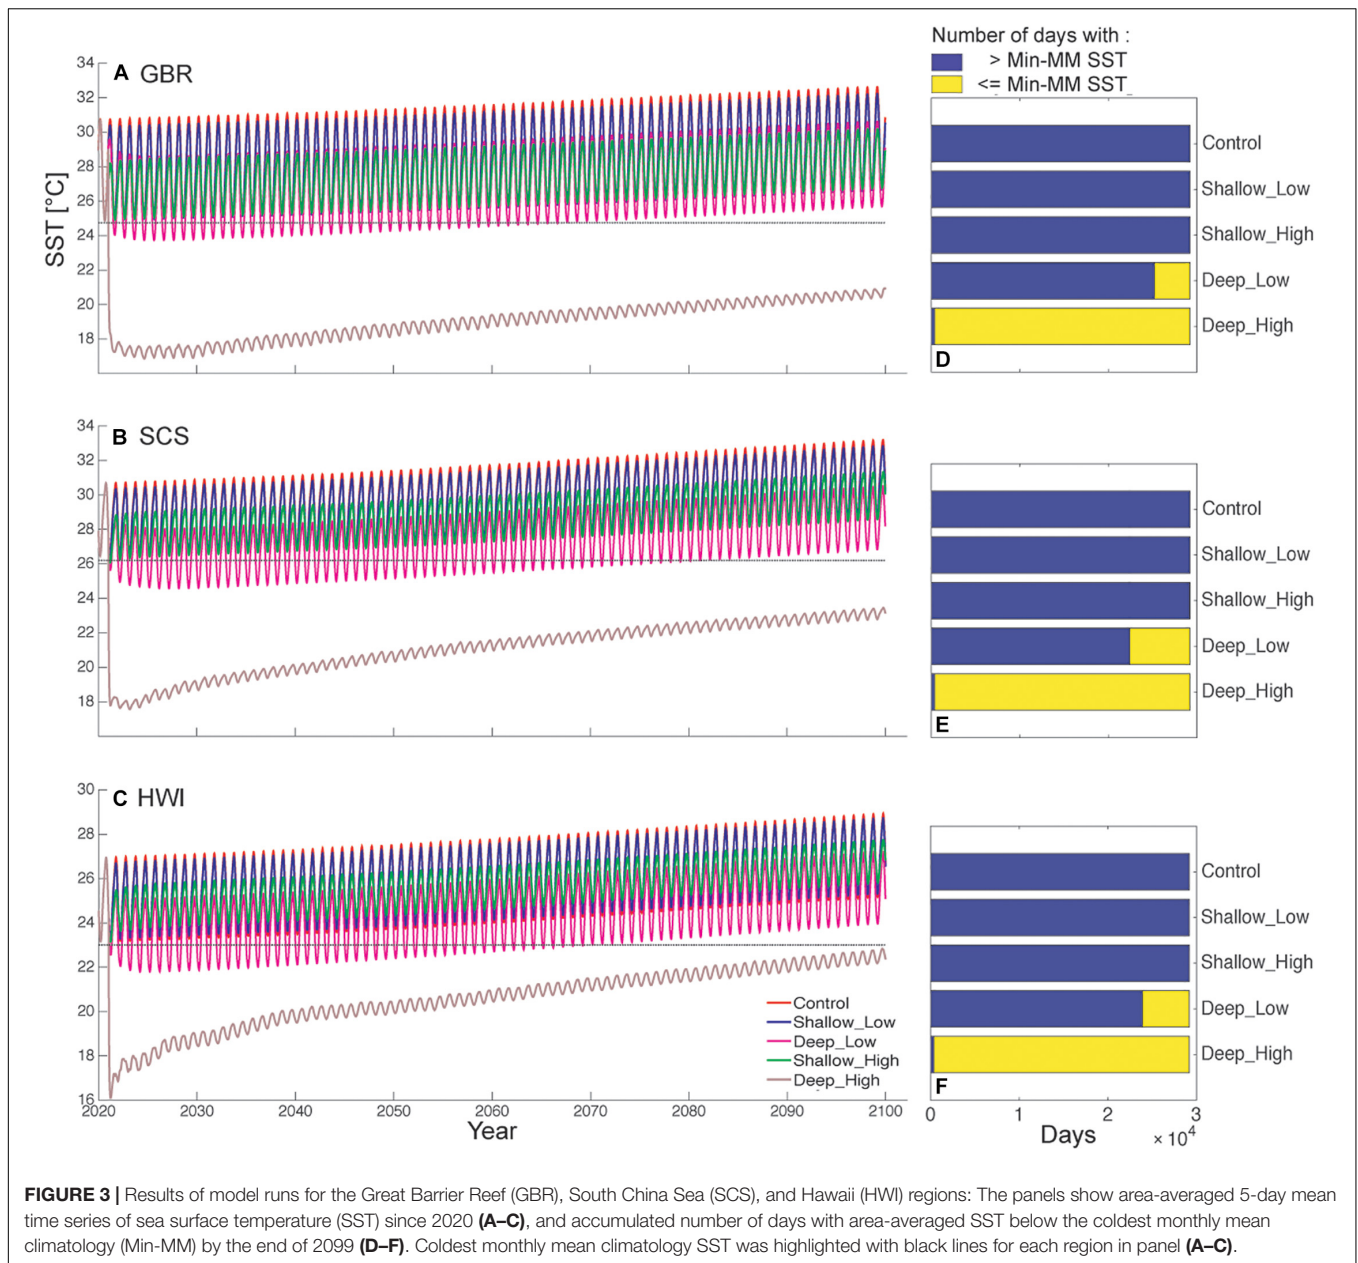 Number of days with :
> Min-MM SST
<= Min-MM SST
A GBR
34
32
30
28
26
24
22
20
18
SST [°C]
Control
Shallow_Low
Shallow_High
Deep_Low
Deep_High
D
B SCS
34
32
30
28
26
24
22
20
18
Control
Shallow_Low
Shallow_High
Deep_Low
Deep_High
E
C HWI
30
28
26
24
22
20
18
16
Control
Shallow_Low
Deep_Low
Shallow_High
Deep_High
2020 2030 2040 2050 2060 2070 2080 2090 2100
Year
Control
Shallow_Low
Shallow_High
Deep_Low
Deep_High
F
0 1 2 3
Days × 10⁴
FIGURE 3 | Results of model runs for the Great Barrier Reef (GBR), South China Sea (SCS), and Hawaii (HWI) regions: The panels show area-averaged 5-day mean
time series of sea surface temperature (SST) since 2020 (A–C), and accumulated number of days with area-averaged SST below the coldest monthly mean
climatology (Min-MM) by the end of 2099 (D–F). Coldest monthly mean climatology SST was highlighted with black lines for each region in panel (A–C).